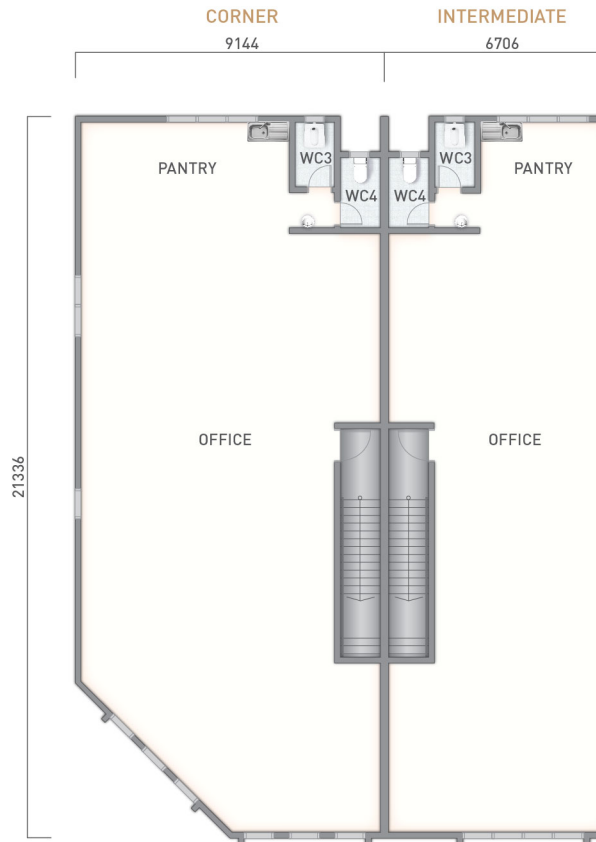 CORNER
INTERMEDIATE
9144
6706
WC3
WC3
PANTRY
PANTRY
WC4
WC4
OFFICE
OFFICE
21336